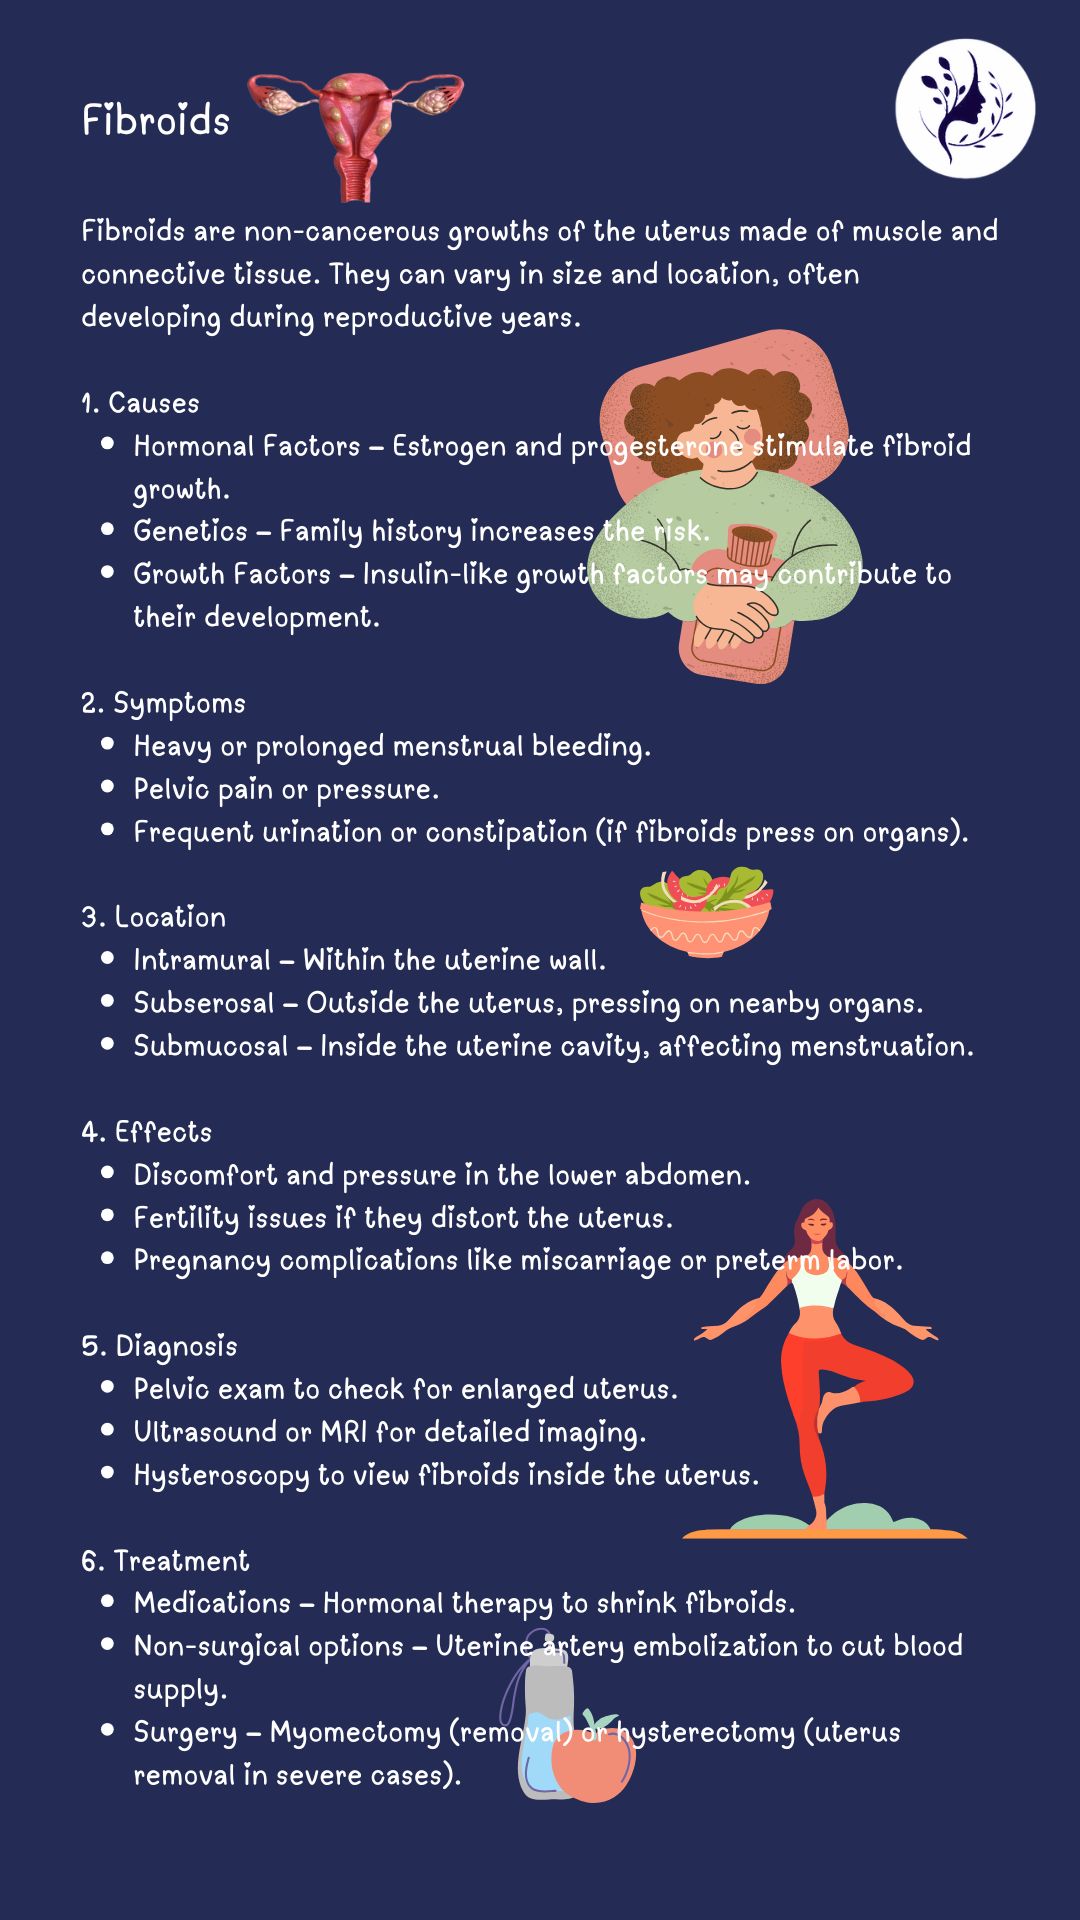 Fibroids
Fibroids are non-cancerous growths of the uterus made of muscle and
connective tissue. They can vary in size and location, often
developing during reproductive years.
1. Causes
• Hormonal Factors – Estrogen and progesterone stimulate fibroid
growth.
• Genetics – Family history increases the risk.
• Growth Factors – Insulin-like growth factors may contribute to
their development.
2. Symptoms
• Heavy or prolonged menstrual bleeding.
• Pelvic pain or pressure.
• Frequent urination or constipation (if fibroids press on organs).
3. Location
• Intramural – Within the uterine wall.
• Subserosal – Outside the uterus, pressing on nearby organs.
• Submucosal – Inside the uterine cavity, affecting menstruation.
4. Effects
• Discomfort and pressure in the lower abdomen.
• Fertility issues if they distort the uterus.
• Pregnancy complications like miscarriage or preterm labor.
5. Diagnosis
• Pelvic exam to check for enlarged uterus.
• Ultrasound or MRI for detailed imaging.
• Hysteroscopy to view fibroids inside the uterus.
6. Treatment
• Medications – Hormonal therapy to shrink fibroids.
• Non-surgical options – Uterine artery embolization to cut blood
supply.
• Surgery – Myomectomy (removal) or hysterectomy (uterus
removal in severe cases).